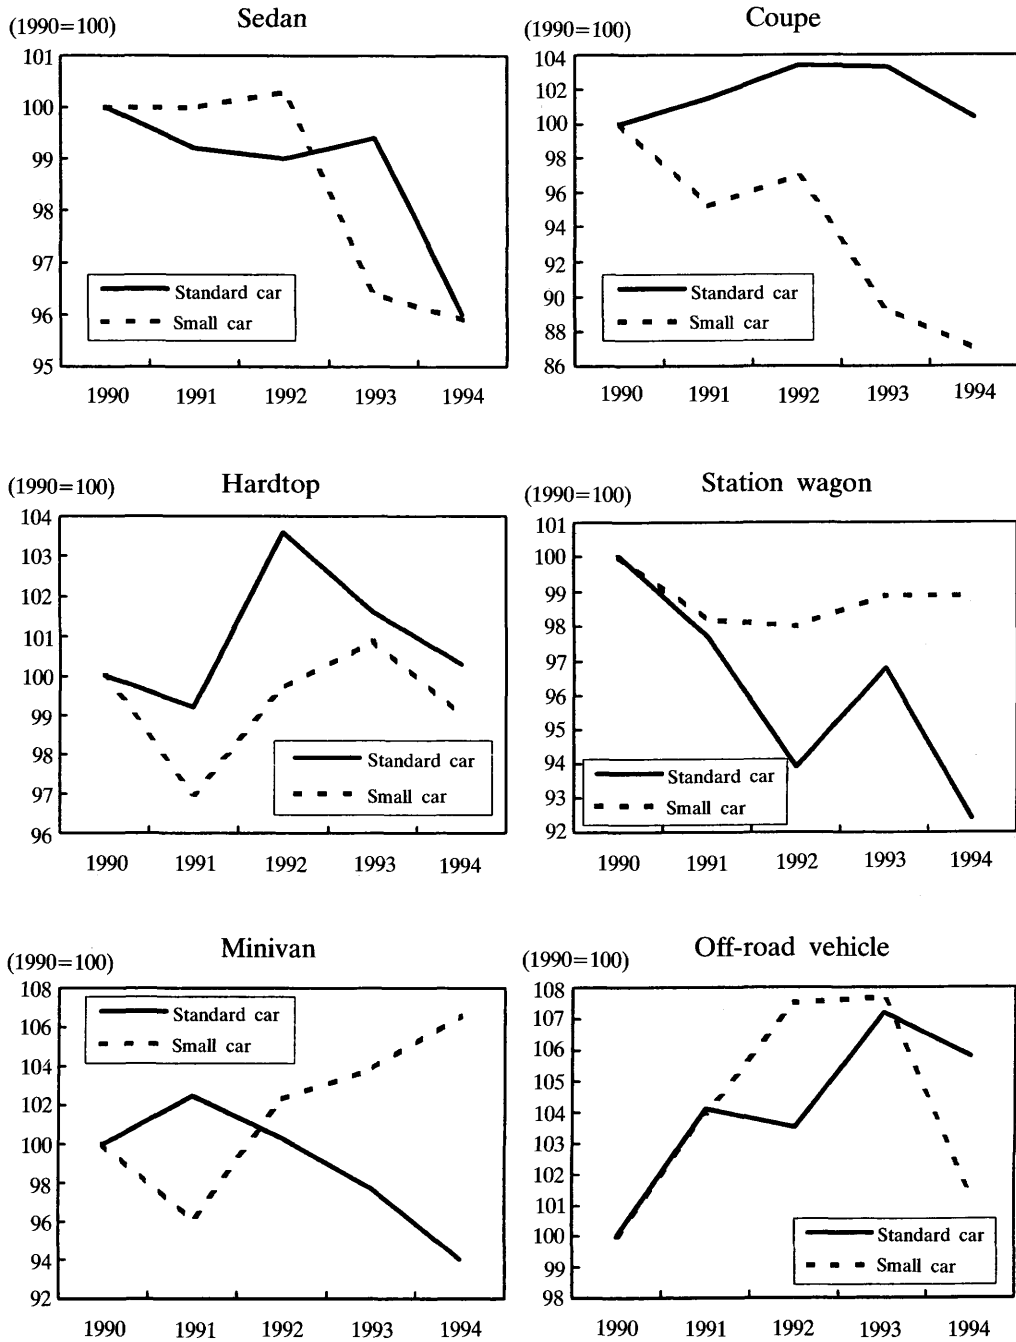 Sedan
(1990=100)
101
100
99
98
97
96
95
Standard car
Small car
1990 1991 1992 1993 1994
Coupe
(1990=100)
104
102
100
98
96
94
92
90
88
86
Standard car
Small car
1990 1991 1992 1993 1994
Hardtop
(1990=100)
104
103
102
101
100
99
98
97
96
Standard car
Small car
1990 1991 1992 1993 1994
Station wagon
(1990=100)
101
100
99
98
97
96
95
94
93
92
Standard car
Small car
1990 1991 1992 1993 1994
Minivan
(1990=100)
108
106
104
102
100
98
96
94
92
Standard car
Small car
1990 1991 1992 1993 1994
Off-road vehicle
(1990=100)
108
107
106
105
104
103
102
101
100
99
98
Standard car
Small car
1990 1991 1992 1993 1994